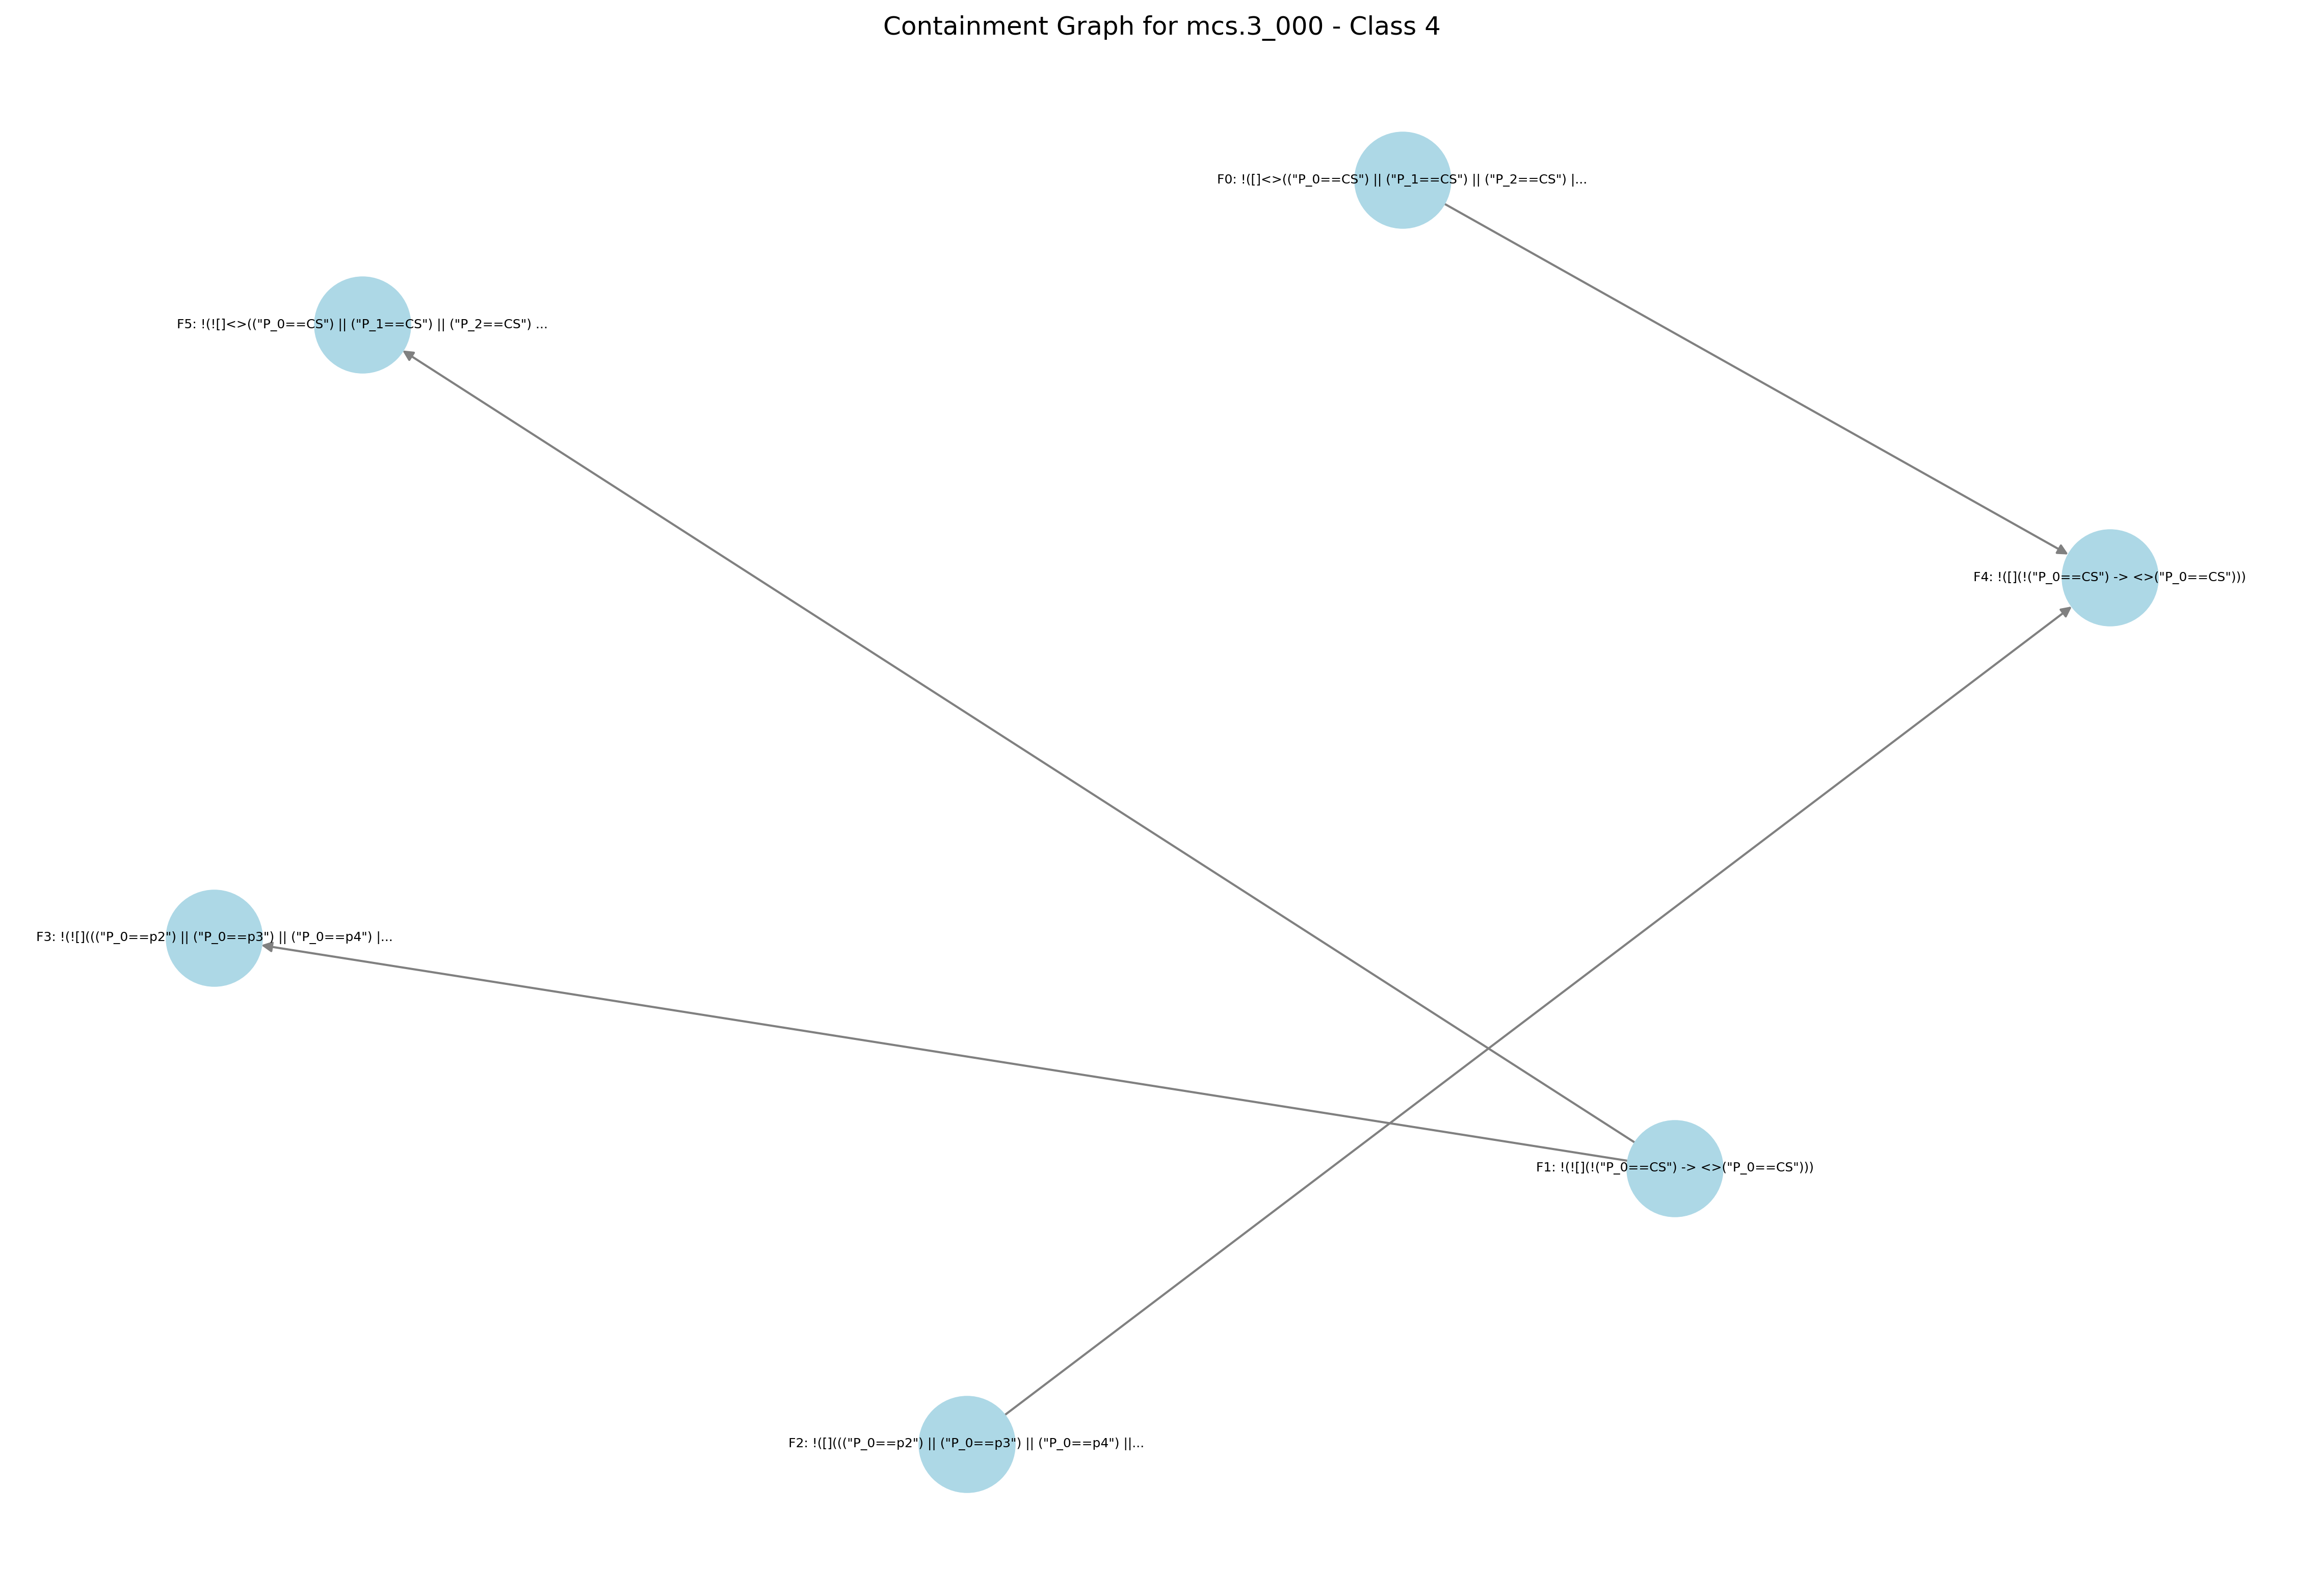 Containment Graph for mcs.3_000 - Class 4
F0: !([]<>(("P_0==CS") || ("P_1==CS") || ("P_2==CS") |...
F5: !(![]<>(("P_0==CS") || ("P_1==CS") || ("P_2==CS") ...
F4: !([](!("P_0==CS") -> <>("P_0==CS")))
F3: !(![]((("P_0==p2") || ("P_0==p3") || ("P_0==p4") |...
F1: !(![](!("P_0==CS") -> <>("P_0==CS")))
F2: !([]((("P_0==p2") || ("P_0==p3") || ("P_0==p4") ||...